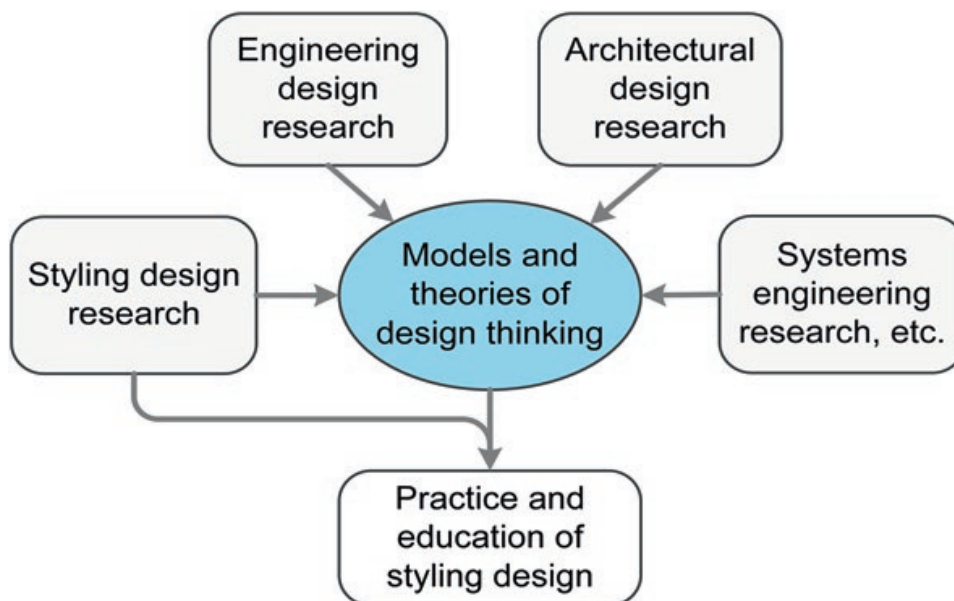 Engineering
design
research
Architectural
design
research
Styling design
research
Models and
theories of
design thinking
Systems
engineering
research, etc.
Practice and
education of
styling design